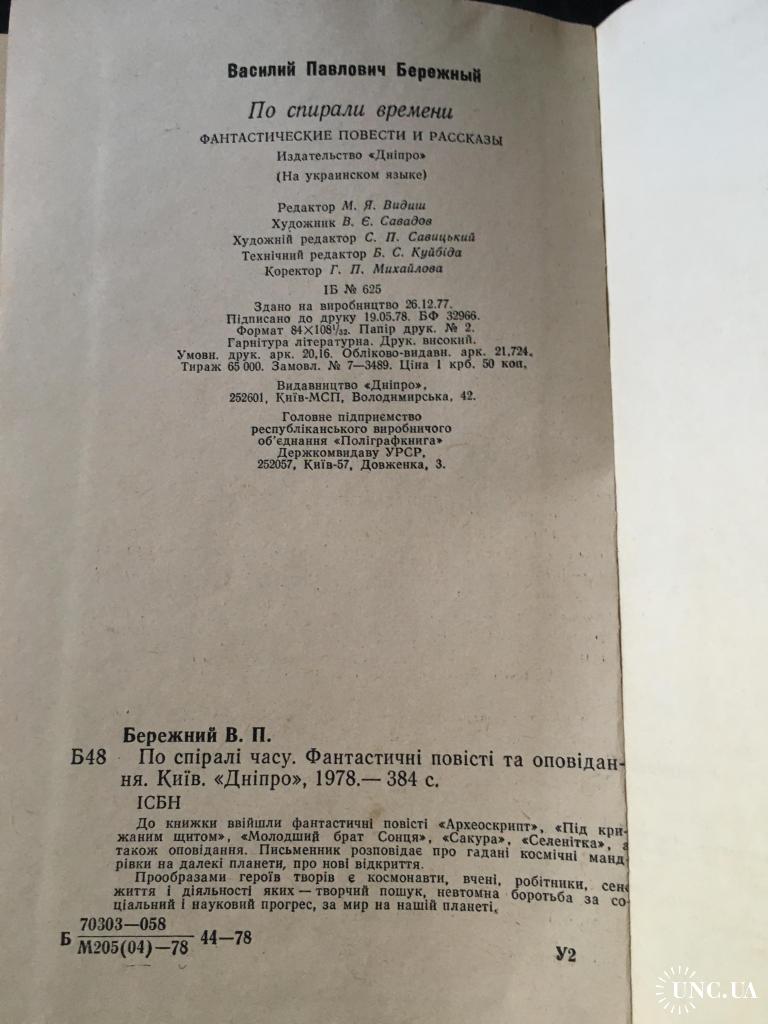 Василий Павлович Бережный
По спирали времени
ФАНТАСТИЧЕСКИЕ ПОВЕСТИ И РАССКАЗЫ
Издательство «Дніпро»
(На украинском языке)
Редактор М. Я. Видиш
Художник В. Є. Савадов
Художній редактор С. П. Савицький
Технічний редактор Б. С. Куйбіда
Коректор Г. П. Михайлова
ІБ № 625
Здано на виробництво 26.12.77.
Підписано до друку 19.05.78. БФ 32966.
Формат 84×108¹/₃₂. Папір друк. № 2.
Гарнітура літературна. Друк. високий.
Умовн. друк. арк. 20,16. Обліково-видавн. арк. 21,724.
Тираж 65 000. Замовл. № 7—3489. Ціна 1 крб. 50 коп.
Видавництво «Дніпро»,
252601, Київ-МСП, Володимирська, 42.
Головне підприємство
республіканського виробничого
об'єднання «Поліграфкнига»
Держкомвидаву УРСР,
252057, Київ-57, Довженка, 3.
Бережний В. П.
Б48 По спіралі часу. Фантастичні повісті та оповідан-
ня. Київ. «Дніпро», 1978.— 384 с.
ІСБН
До книжки ввійшли фантастичні повісті «Археоскрипт», «Під кри-
жаним щитом», «Молодший брат Сонця», «Сакура», «Селенітка», а
також оповідання. Письменник розповідає про гадані космічні манд-
рівки на далекі планети, про нові відкриття.
Прообразами героїв творів є космонавти, вчені, робітники, сенс
життя і діяльності яких — творчий пошук, невтомна боротьба за со-
ціальний і науковий прогрес, за мир на нашій планеті.
Б 70303—058
М205(04)—78 44—78
У2
UNC.UA